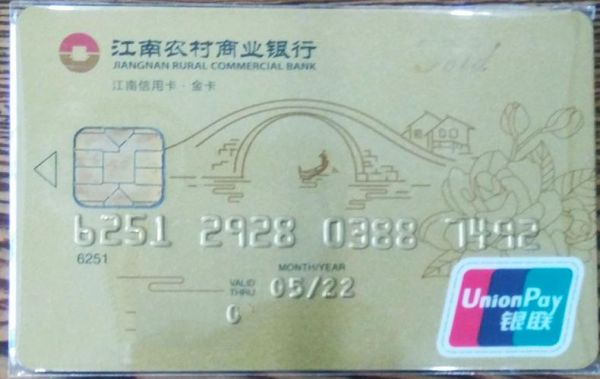 江南农村商业银行
JIANGNAN RURAL COMMERCIAL BANK
江南信用卡·金卡
Gold
6251 2928 0388 7492
6251
MONTH/YEAR
VALID THRU 05/22
UnionPay
银联